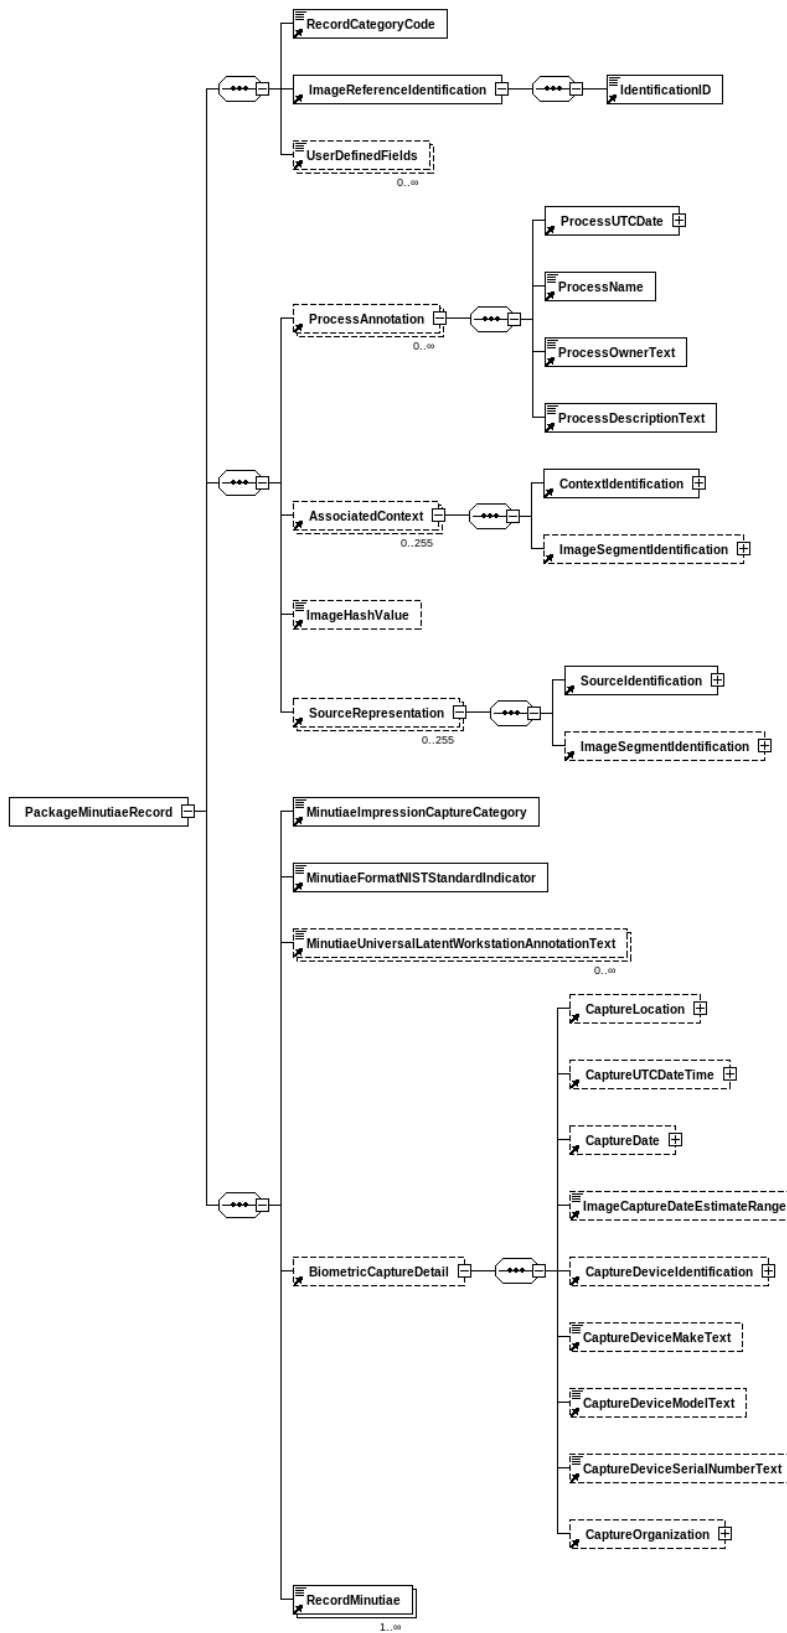 RecordCategoryCode
ImageReferenceIdentification
IdentificationID
UserDefinedFields
0..∞
ProcessUTCDate
ProcessName
ProcessAnnotation
0..∞
ProcessOwnerText
ProcessDescriptionText
ContextIdentification
AssociatedContext
0..255
ImageSegmentIdentification
ImageHashValue
SourceIdentification
SourceRepresentation
0..255
ImageSegmentIdentification
PackageMinutiaeRecord
MinutiaeImpressionCaptureCategory
MinutiaeFormatNISTStandardIndicator
MinutiaeUniversalLatentWorkstationAnnotationText
0..∞
CaptureLocation
CaptureUTCDateTime
CaptureDate
ImageCaptureDateEstimateRange
BiometricCaptureDetail
CaptureDeviceIdentification
CaptureDeviceMakeText
CaptureDeviceModelText
CaptureDeviceSerialNumberText
CaptureOrganization
RecordMinutiae
1..∞